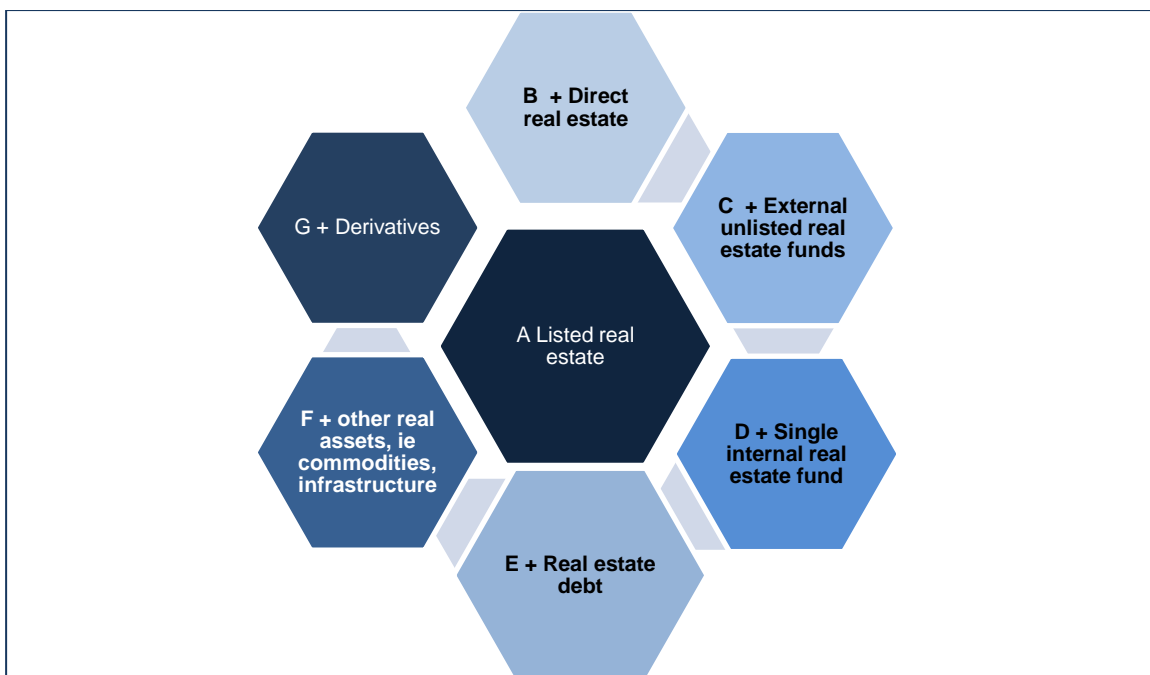 B + Direct
real estate
C + External
unlisted real
estate funds
G + Derivatives
A Listed real
estate
D + Single
internal real
estate fund
F + other real
assets, ie
commodities,
infrastructure
E + Real estate
debt